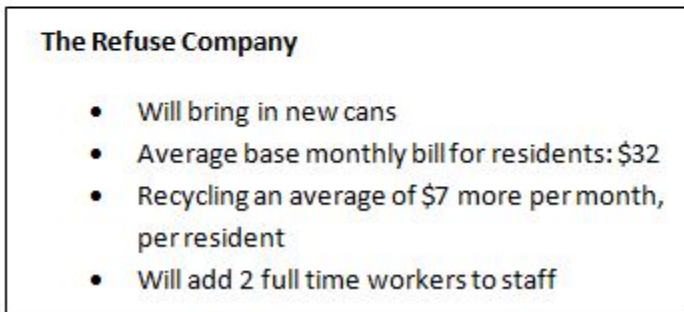 The Refuse Company
• Will bring in new cans
• Average base monthly bill for residents: $32
• Recycling an average of $7 more per month,
per resident
• Will add 2 full time workers to staff